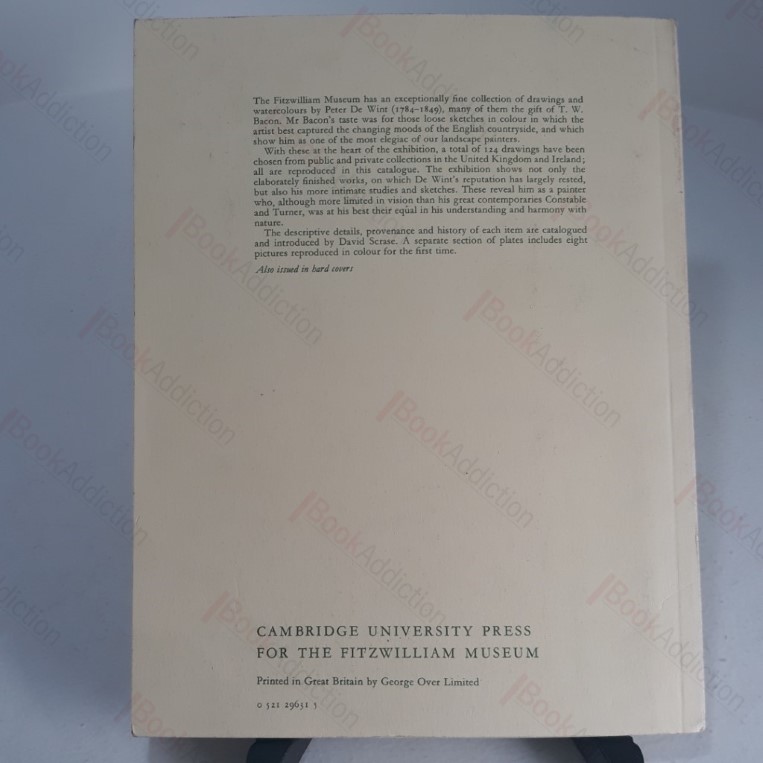 The Fitzwilliam Museum has an exceptionally fine collection of drawings and
watercolours by Peter De Wint (1784–1849), many of them the gift of T. W.
Bacon. Mr Bacon's taste was for those loose sketches in colour in which the
artist best captured the changing moods of the English countryside, and which
show him as one of the most elegiac of our landscape painters.
With these at the heart of the exhibition, a total of 124 drawings have been
chosen from public and private collections in the United Kingdom and Ireland;
all are reproduced in this catalogue. The exhibition shows not only the
elaborately finished works, on which De Wint's reputation has largely rested,
but also his more intimate studies and sketches. These reveal him as a painter
who, although more limited in vision than his great contemporaries Constable
and Turner, was at his best their equal in his understanding and harmony with
nature.
The descriptive details, provenance and history of each item are catalogued
and introduced by David Scrase. A separate section of plates includes eight
pictures reproduced in colour for the first time.
Also issued in hard covers
CAMBRIDGE UNIVERSITY PRESS
FOR THE FITZWILLIAM MUSEUM
Printed in Great Britain by George Over Limited
0 521 29631 5
BookAddiction